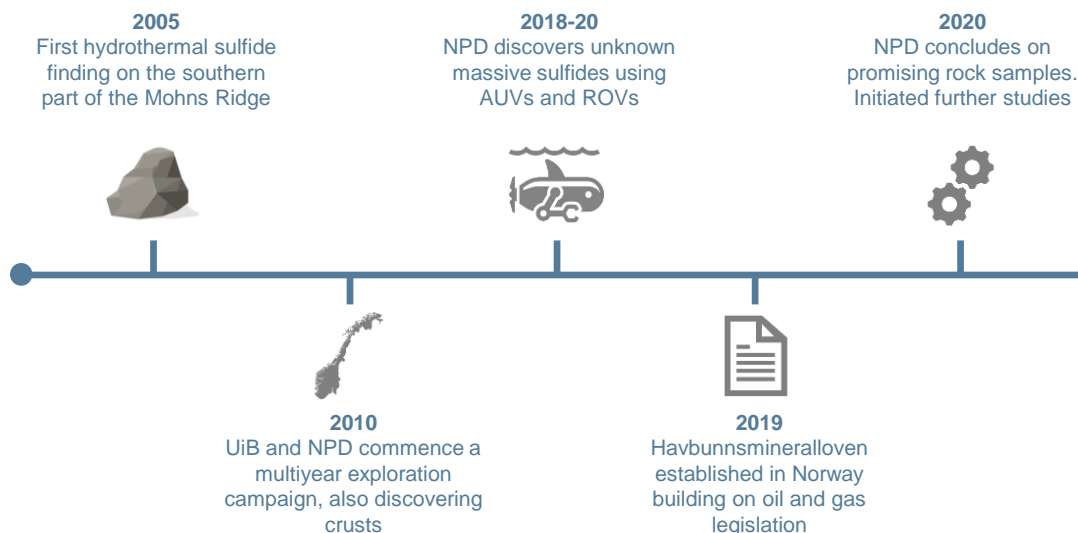 2005
First hydrothermal sulfide
finding on the southern
part of the Mohns Ridge
2018-20
NPD discovers unknown
massive sulfides using
AUVs and ROVs
2020
NPD concludes on
promising rock samples.
Initiated further studies
2010
UiB and NPD commence a
multiyear exploration
campaign, also discovering
crusts
2019
Havbunnsmineralloven
established in Norway
building on oil and gas
legislation